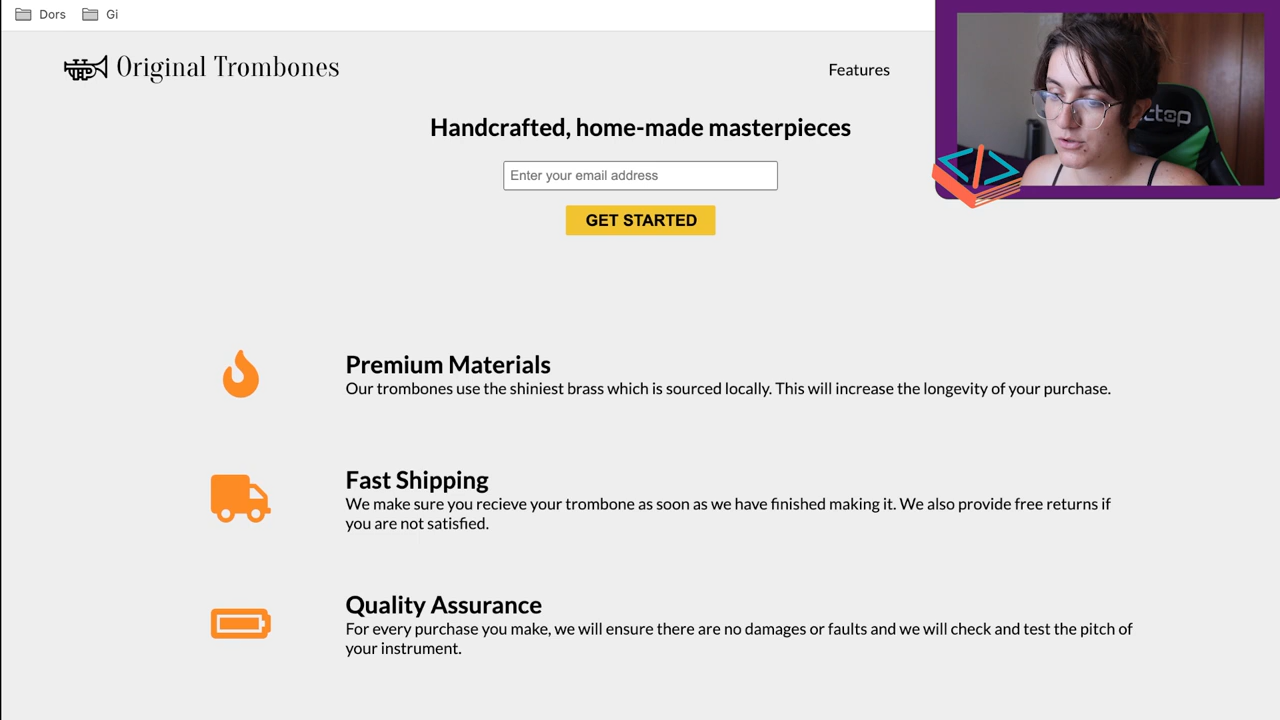 Dors Gi
Original Trombones
Features
Handcrafted, home-made masterpieces
Enter your email address
GET STARTED
Premium Materials
Our trombones use the shiniest brass which is sourced locally. This will increase the longevity of your purchase.
Fast Shipping
We make sure you recieve your trombone as soon as we have finished making it. We also provide free returns if
you are not satisfied.
Quality Assurance
For every purchase you make, we will ensure there are no damages or faults and we will check and test the pitch of
your instrument.